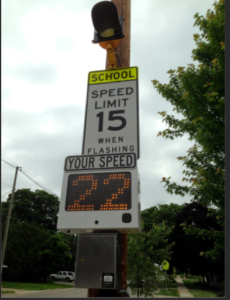 SCHOOL
SPEED
LIMIT
15
WHEN
FLASHING
YOUR SPEED
22